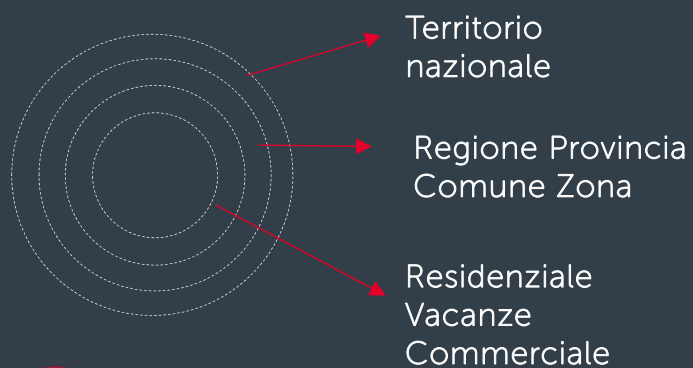 Territorio
nazionale
Regione Provincia
Comune Zona
Residenziale
Vacanze
Commerciale